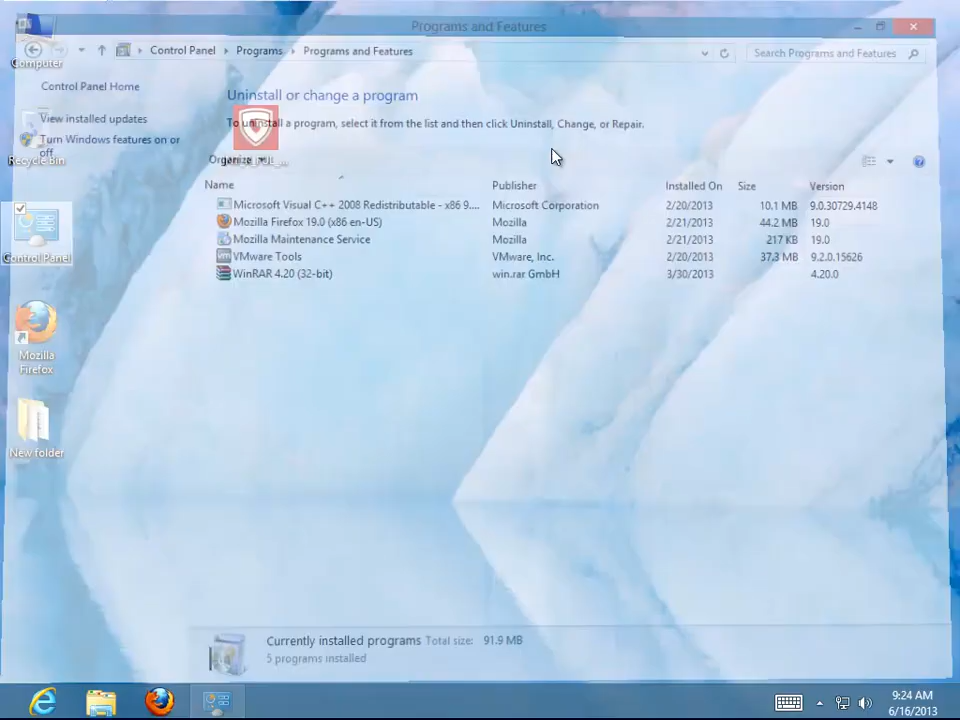 Programs and Features
Computer
Control Panel Programs Programs and Features
Search Programs and Features
Control Panel Home
View installed updates
Turn Windows features on or off
Recycle Bin
Control Panel
Mozilla Firefox
New folder
Uninstall or change a program
To uninstall a program, select it from the list and then click Uninstall, Change, or Repair.
Organize
Name Publisher Installed On Size Version
Microsoft Visual C++ 2008 Redistributable - x86 9.... Microsoft Corporation 2/20/2013 10.1 MB 9.0.30729.4148
Mozilla Firefox 19.0 (x86 en-US) Mozilla 2/21/2013 44.2 MB 19.0
Mozilla Maintenance Service Mozilla 2/21/2013 217 KB 19.0
VMware Tools VMware, Inc. 2/20/2013 37.3 MB 9.2.0.15626
WinRAR 4.20 (32-bit) win.rar GmbH 3/30/2013 4.20.0
Currently installed programs Total size: 91.9 MB
5 programs installed
9:24 AM
6/16/2013